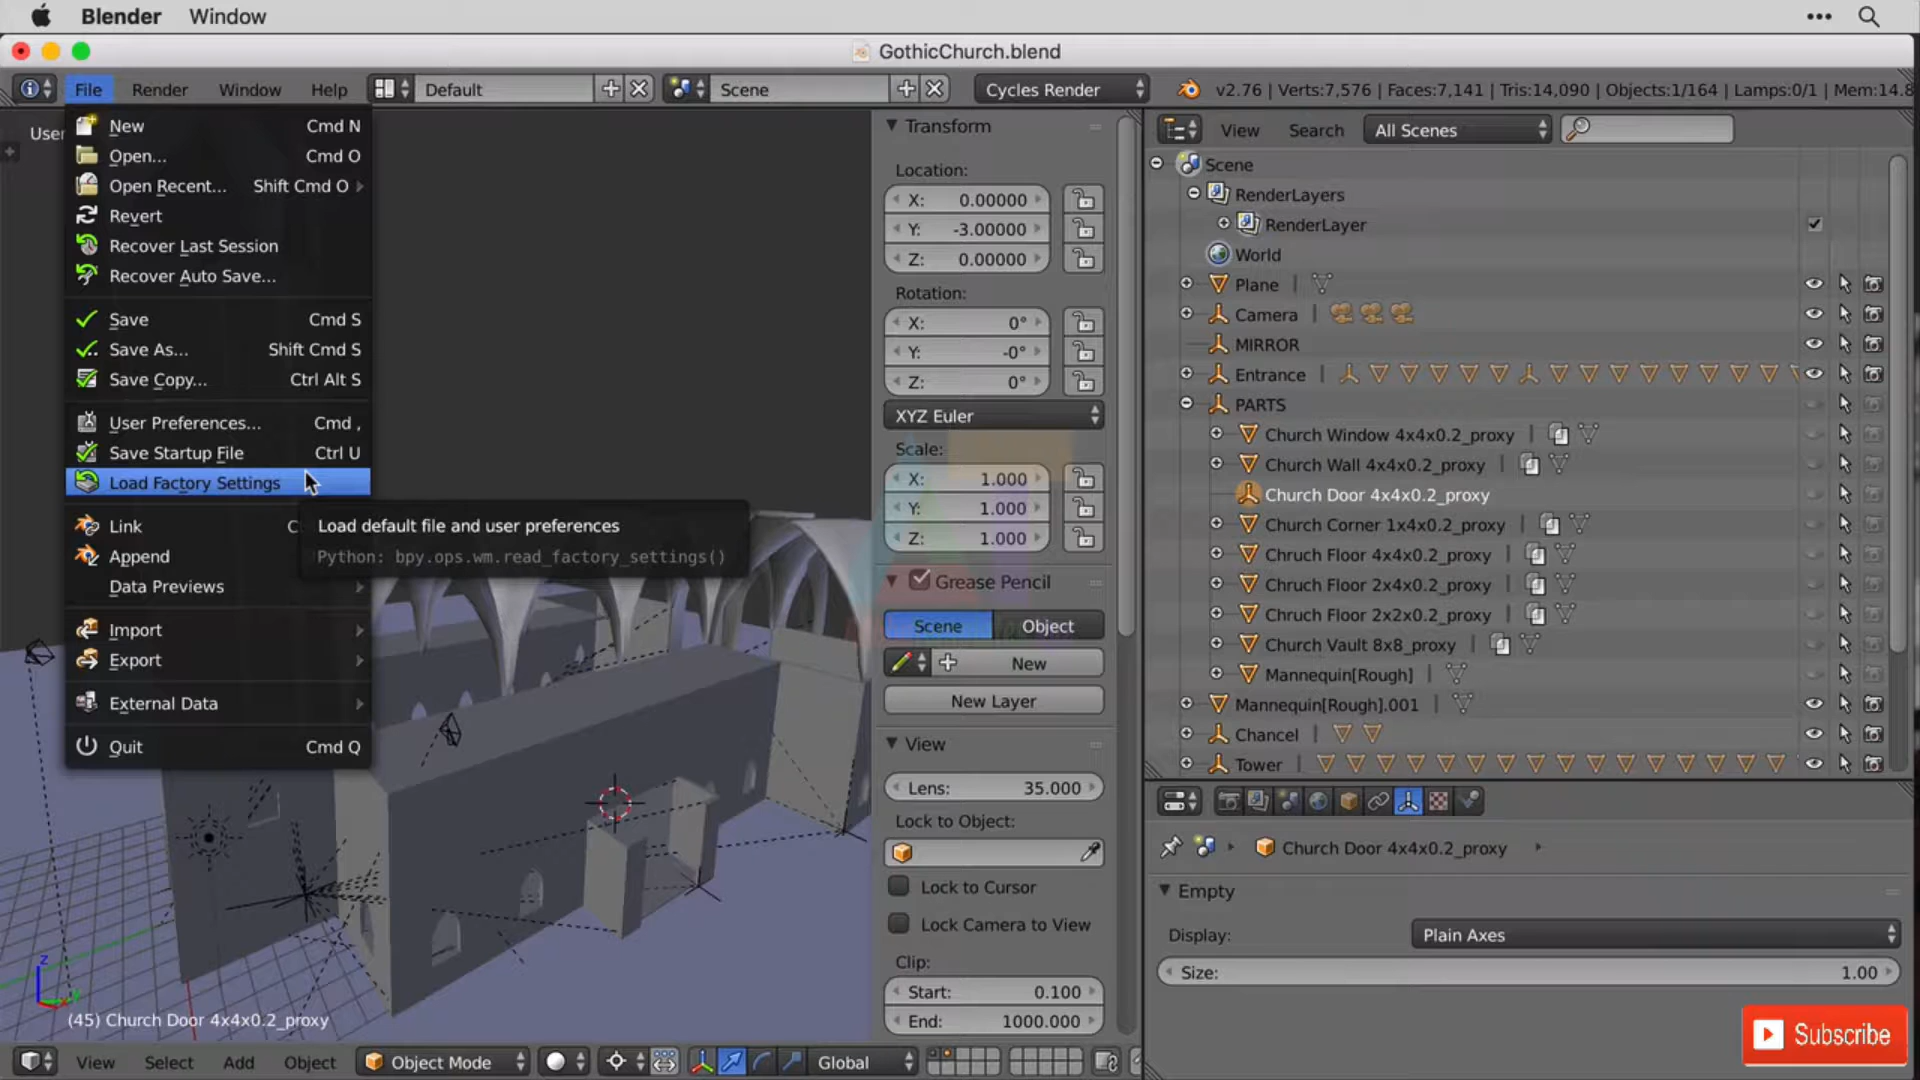 Blender Window
GothicChurch.blend
File Render Window Help Default Scene Cycles Render v2.76 | Verts:7,576 | Faces:7,141 | Tris:14,090 | Objects:1/164 | Lamps:0/1 | Mem:14.8
User
New Cmd N
Open... Cmd O
Open Recent... Shift Cmd O
Revert
Recover Last Session
Recover Auto Save...
Save Cmd S
Save As... Shift Cmd S
Save Copy... Ctrl Alt S
User Preferences... Cmd ,
Save Startup File Ctrl U
Load Factory Settings
Link C
Append
Data Previews
Import
Export
External Data
Quit Cmd Q
Load default file and user preferences
Python: bpy.ops.wm.read_factory_settings()
(45) Church Door 4x4x0.2_proxy
View Select Add Object Object Mode Global
Transform
Location:
X: 0.00000
Y: -3.00000
Z: 0.00000
Rotation:
X: 0°
Y: -0°
Z: 0°
XYZ Euler
Scale:
X: 1.000
Y: 1.000
Z: 1.000
Grease Pencil
Scene Object
New
New Layer
View
Lens: 35.000
Lock to Object:
Lock to Cursor
Lock Camera to View
Clip:
Start: 0.100
End: 1000.000
View Search All Scenes
Scene
RenderLayers
RenderLayer
World
Plane
Camera
MIRROR
Entrance
PARTS
Church Window 4x4x0.2_proxy
Church Wall 4x4x0.2_proxy
Church Door 4x4x0.2_proxy
Church Corner 1x4x0.2_proxy
Chruch Floor 4x4x0.2_proxy
Chruch Floor 2x4x0.2_proxy
Chruch Floor 2x2x0.2_proxy
Church Vault 8x8_proxy
Mannequin[Rough]
Mannequin[Rough].001
Chancel
Tower
Church Door 4x4x0.2_proxy
Empty
Display: Plain Axes
Size: 1.00
Subscribe
z
y